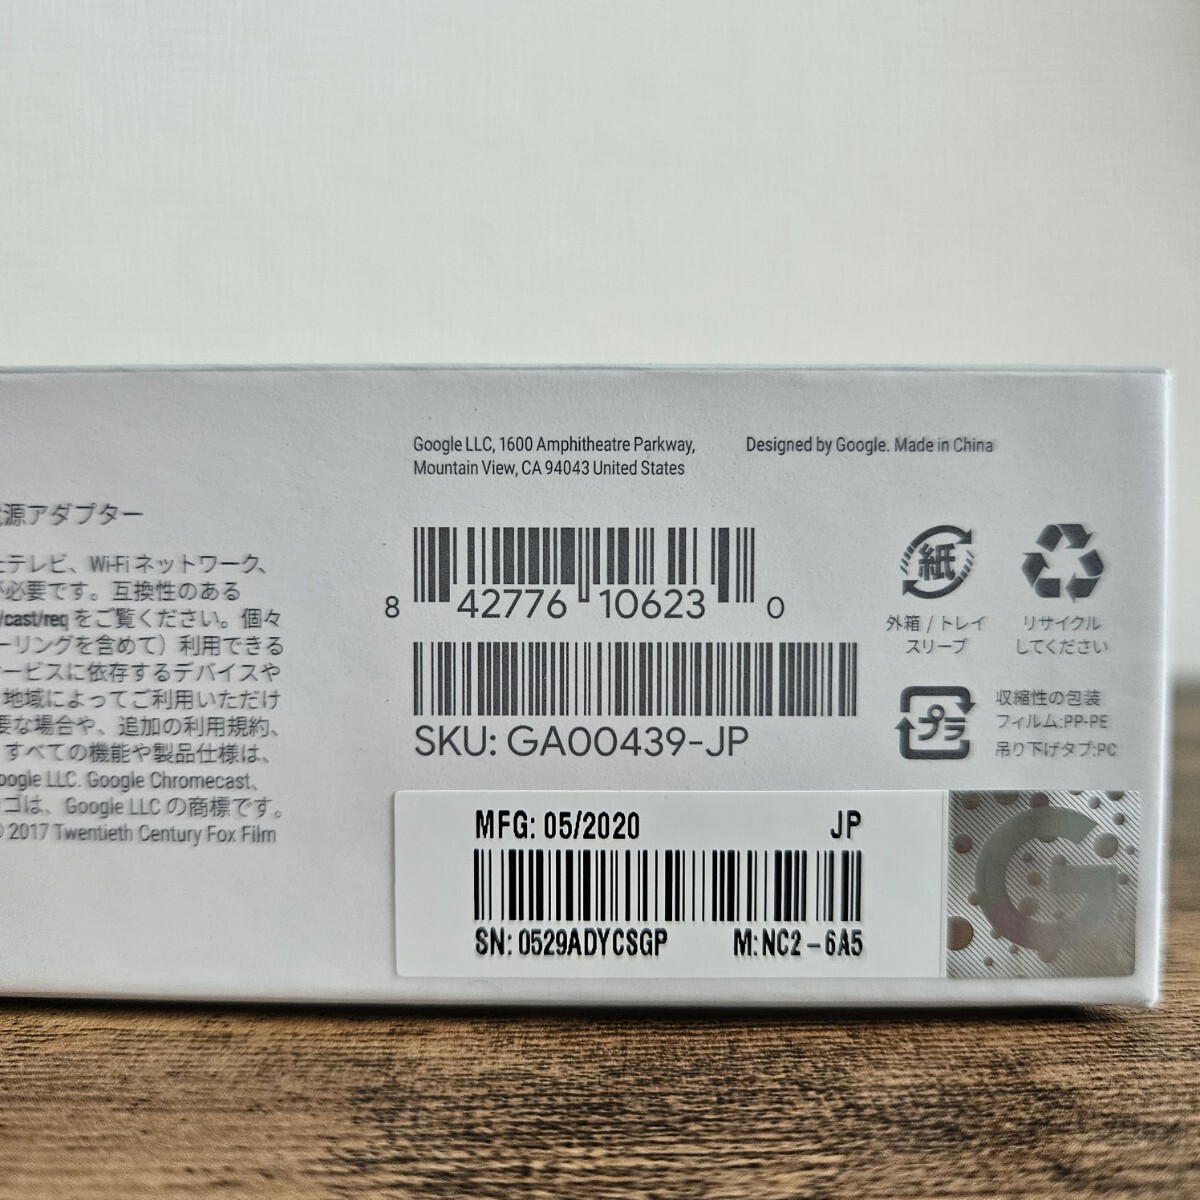 源アダプター
テレビ、Wi-Fi ネットワーク、
が必要です。互換性のある
/cast/req をご覧ください。個々
ーリングを含めて）利用できる
ービスに依存するデバイスや
地域によってご利用いただけ
要な場合や、追加の利用規約、
すべての機能や製品仕様は、
oogle LLC. Google Chromecast、
ゴは、Google LLC の商標です。
© 2017 Twentieth Century Fox Film
Google LLC, 1600 Amphitheatre Parkway,
Mountain View, CA 94043 United States
Designed by Google. Made in China
8 42776 10623 0
SKU: GA00439-JP
紙
外箱 / トレイ
スリーブ
リサイクル
してください
プラ
収縮性の包装
フィルム:PP-PE
吊り下げタブ:PC
MFG: 05/2020 JP
SN: 0529ADYCSGP M: NC2-6A5
G